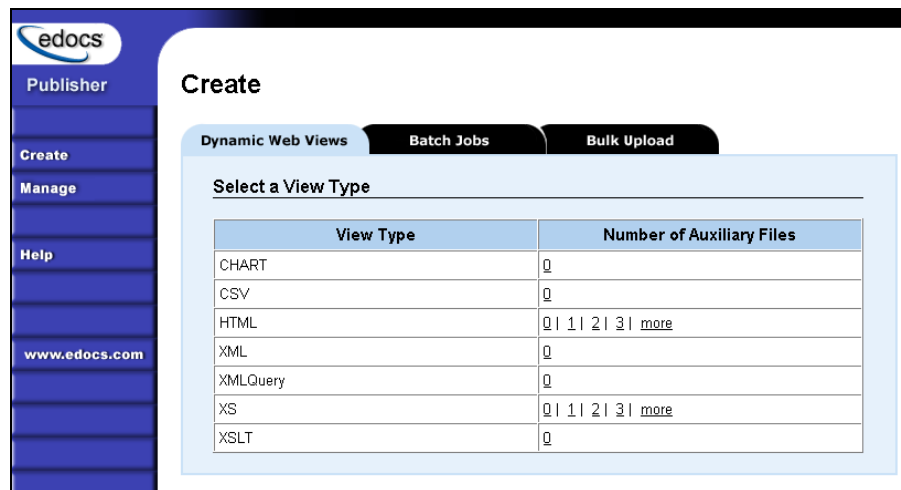 edocs
Publisher
Create
Manage
Help
www.edocs.com
Create
Dynamic Web Views Batch Jobs Bulk Upload
Select a View Type
View Type Number of Auxiliary Files
CHART 0
CSV 0
HTML 0 | 1 | 2 | 3 | more
XML 0
XMLQuery 0
XS 0 | 1 | 2 | 3 | more
XSLT 0